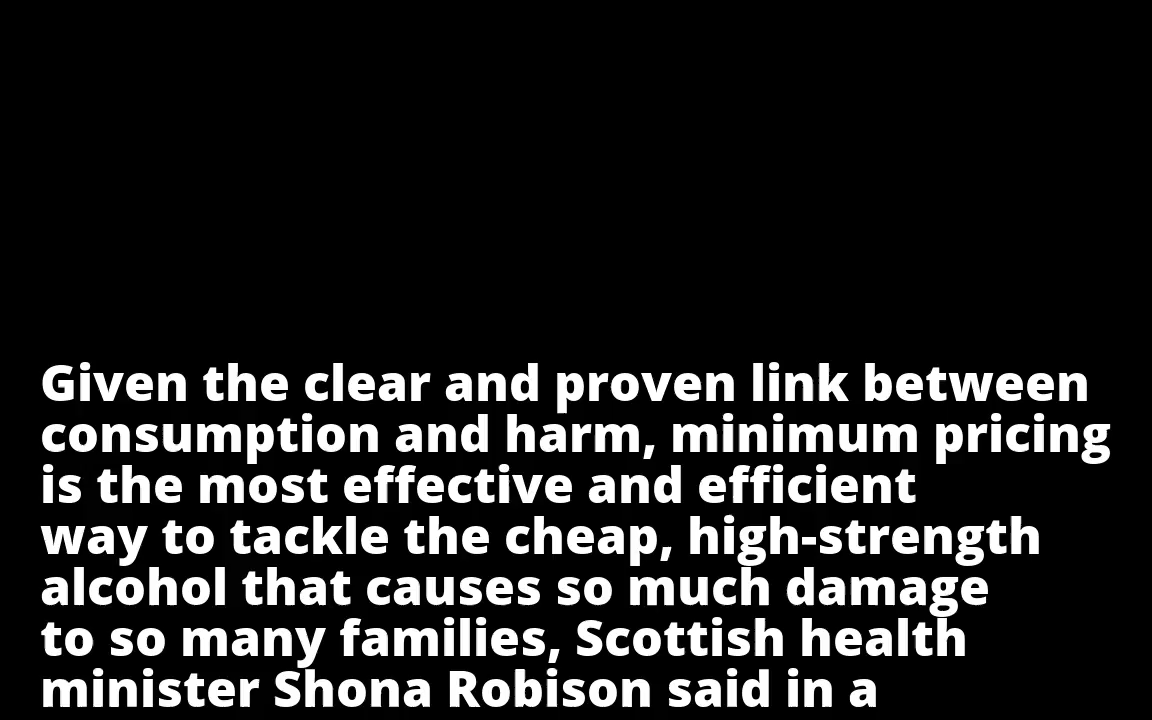 Given the clear and proven link between
consumption and harm, minimum pricing
is the most effective and efficient
way to tackle the cheap, high-strength
alcohol that causes so much damage
to so many families, Scottish health
minister Shona Robison said in a